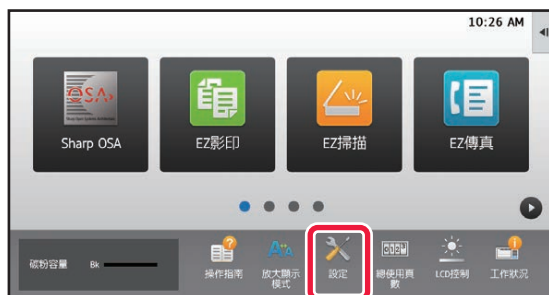 10:26 AM
OSA
Sharp OSA
EZ影印
EZ掃描
EZ傳真
碳粉容量 Bk
操作指南
放大顯示
模式
設定
總使用頁
數
LCD控制
工作狀況